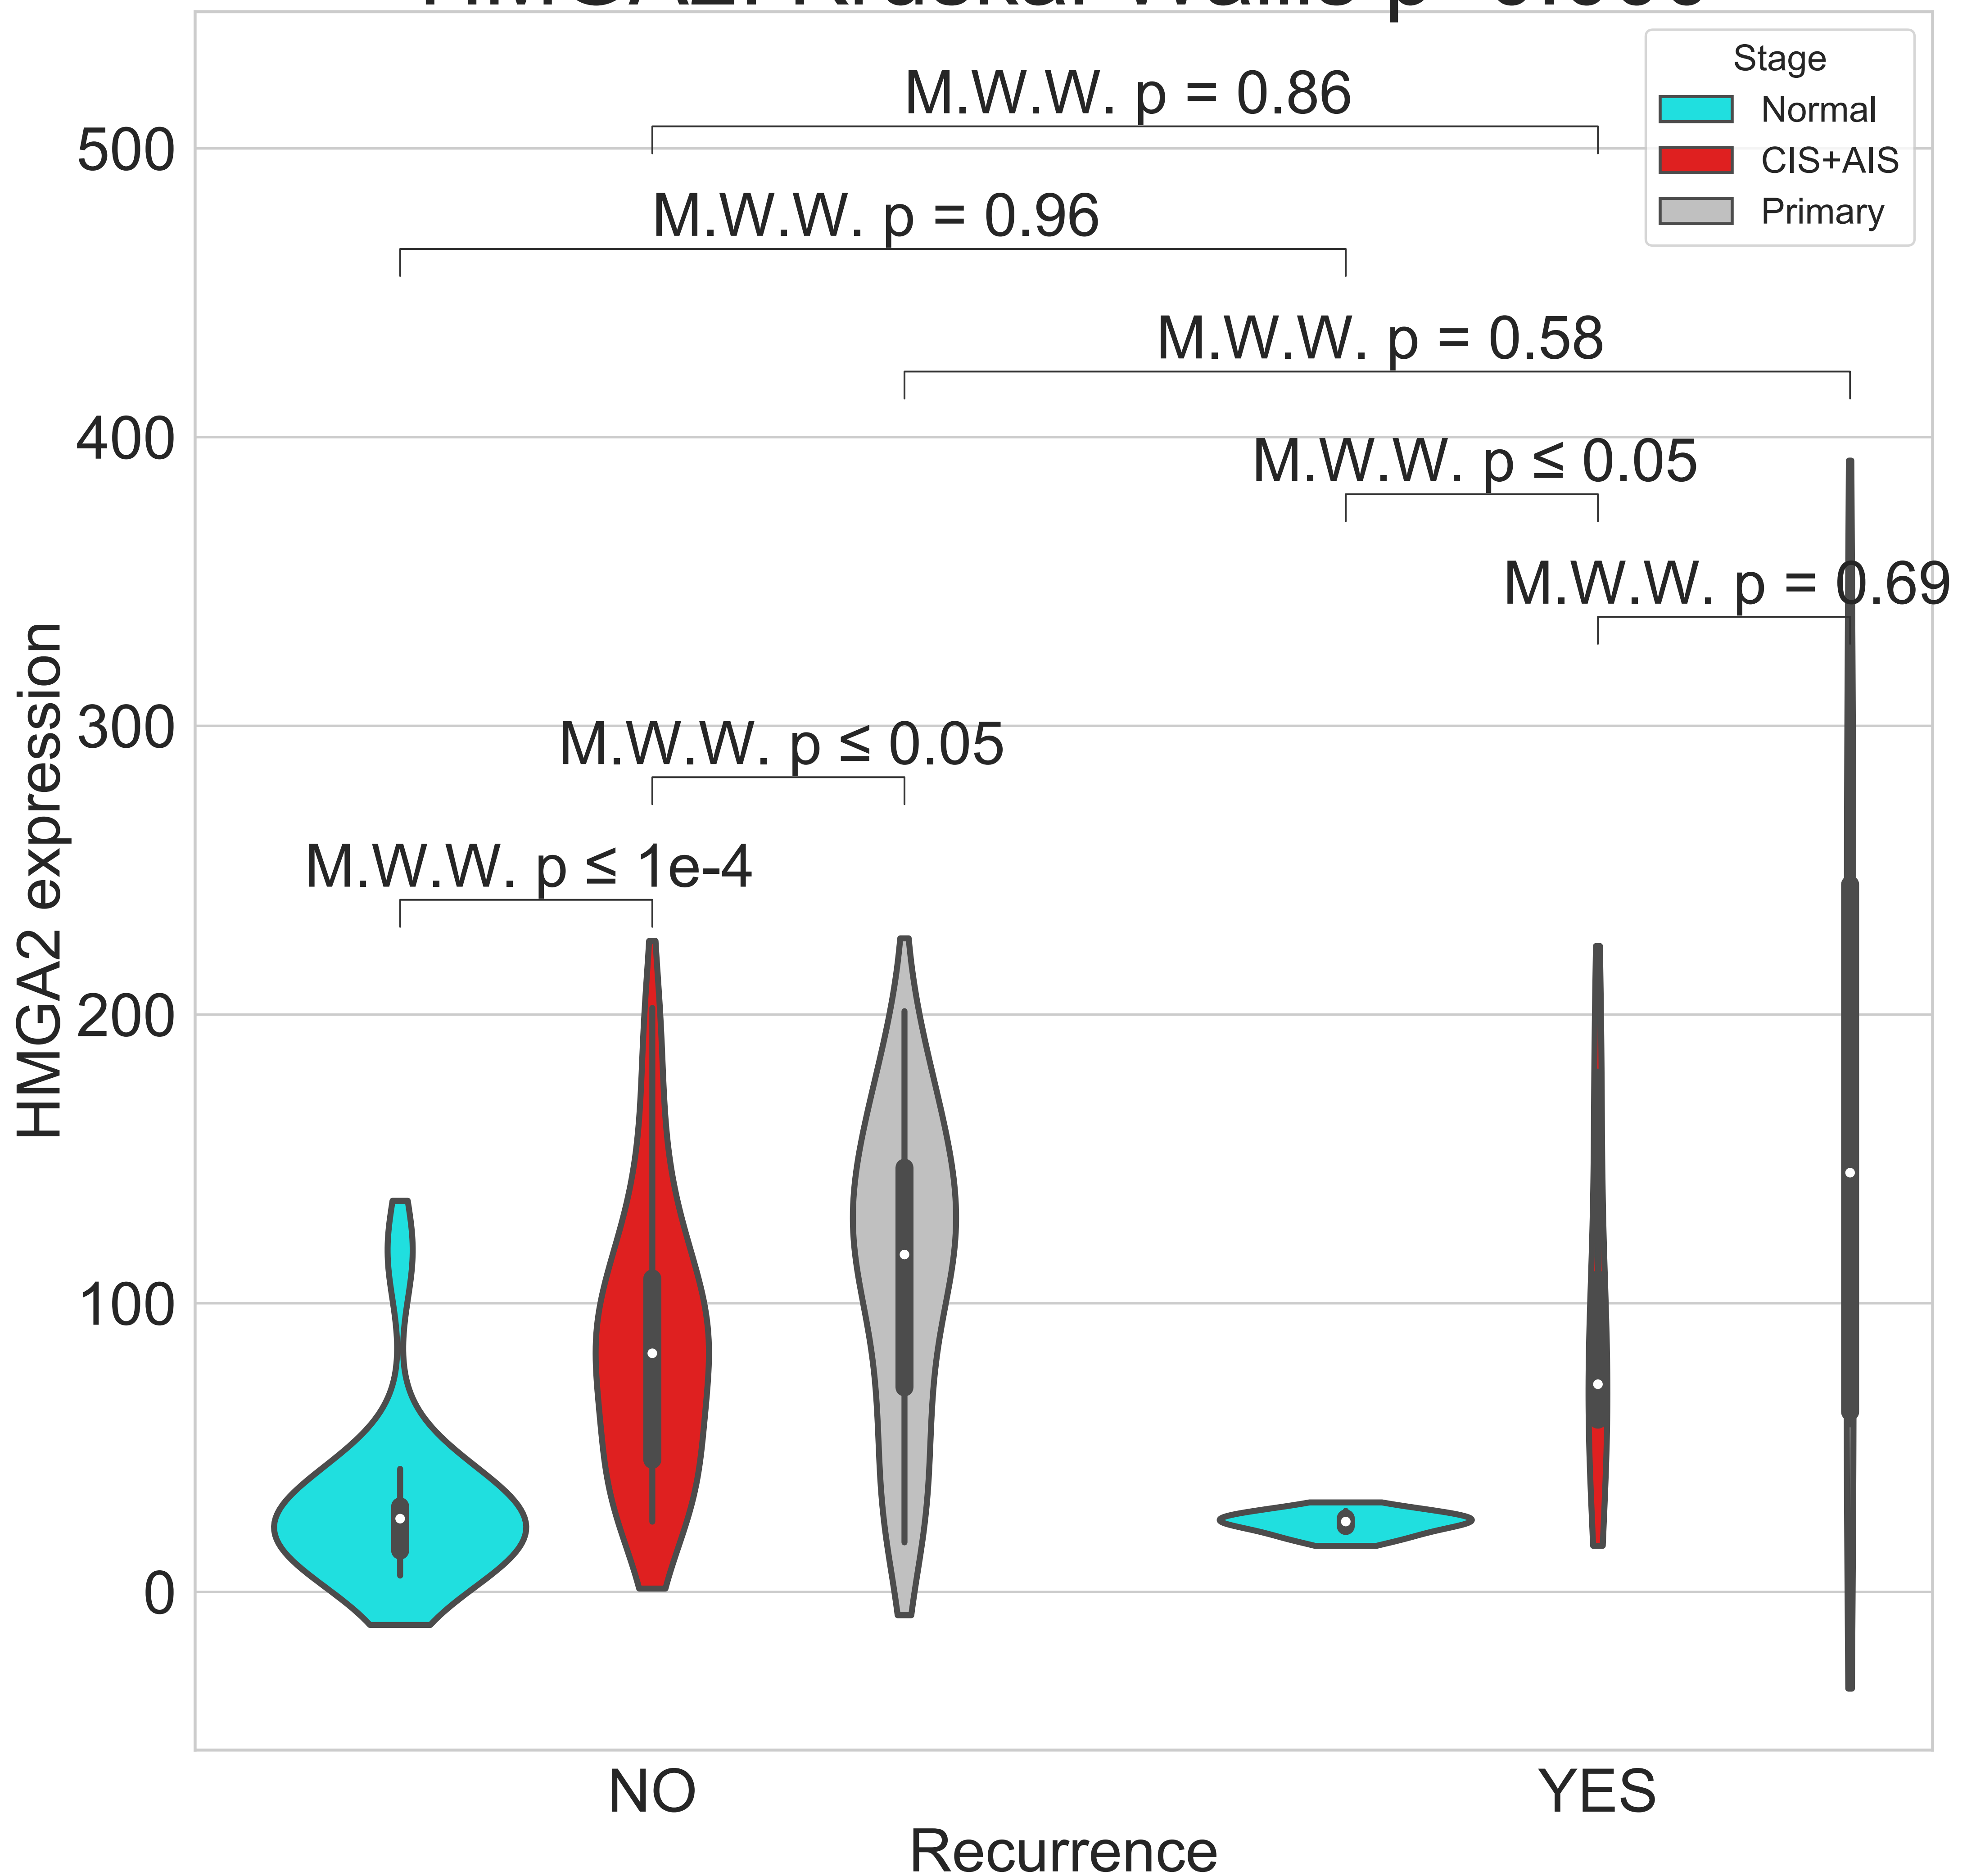 Stage
Normal
CIS+AIS
Primary
M.W.W. p = 0.86
M.W.W. p = 0.96
M.W.W. p = 0.58
M.W.W. p ≤ 0.05
M.W.W. p = 0.69
M.W.W. p ≤ 0.05
M.W.W. p ≤ 1e-4
500
400
300
200
100
0
HMGA2 expression
NO
YES
Recurrence